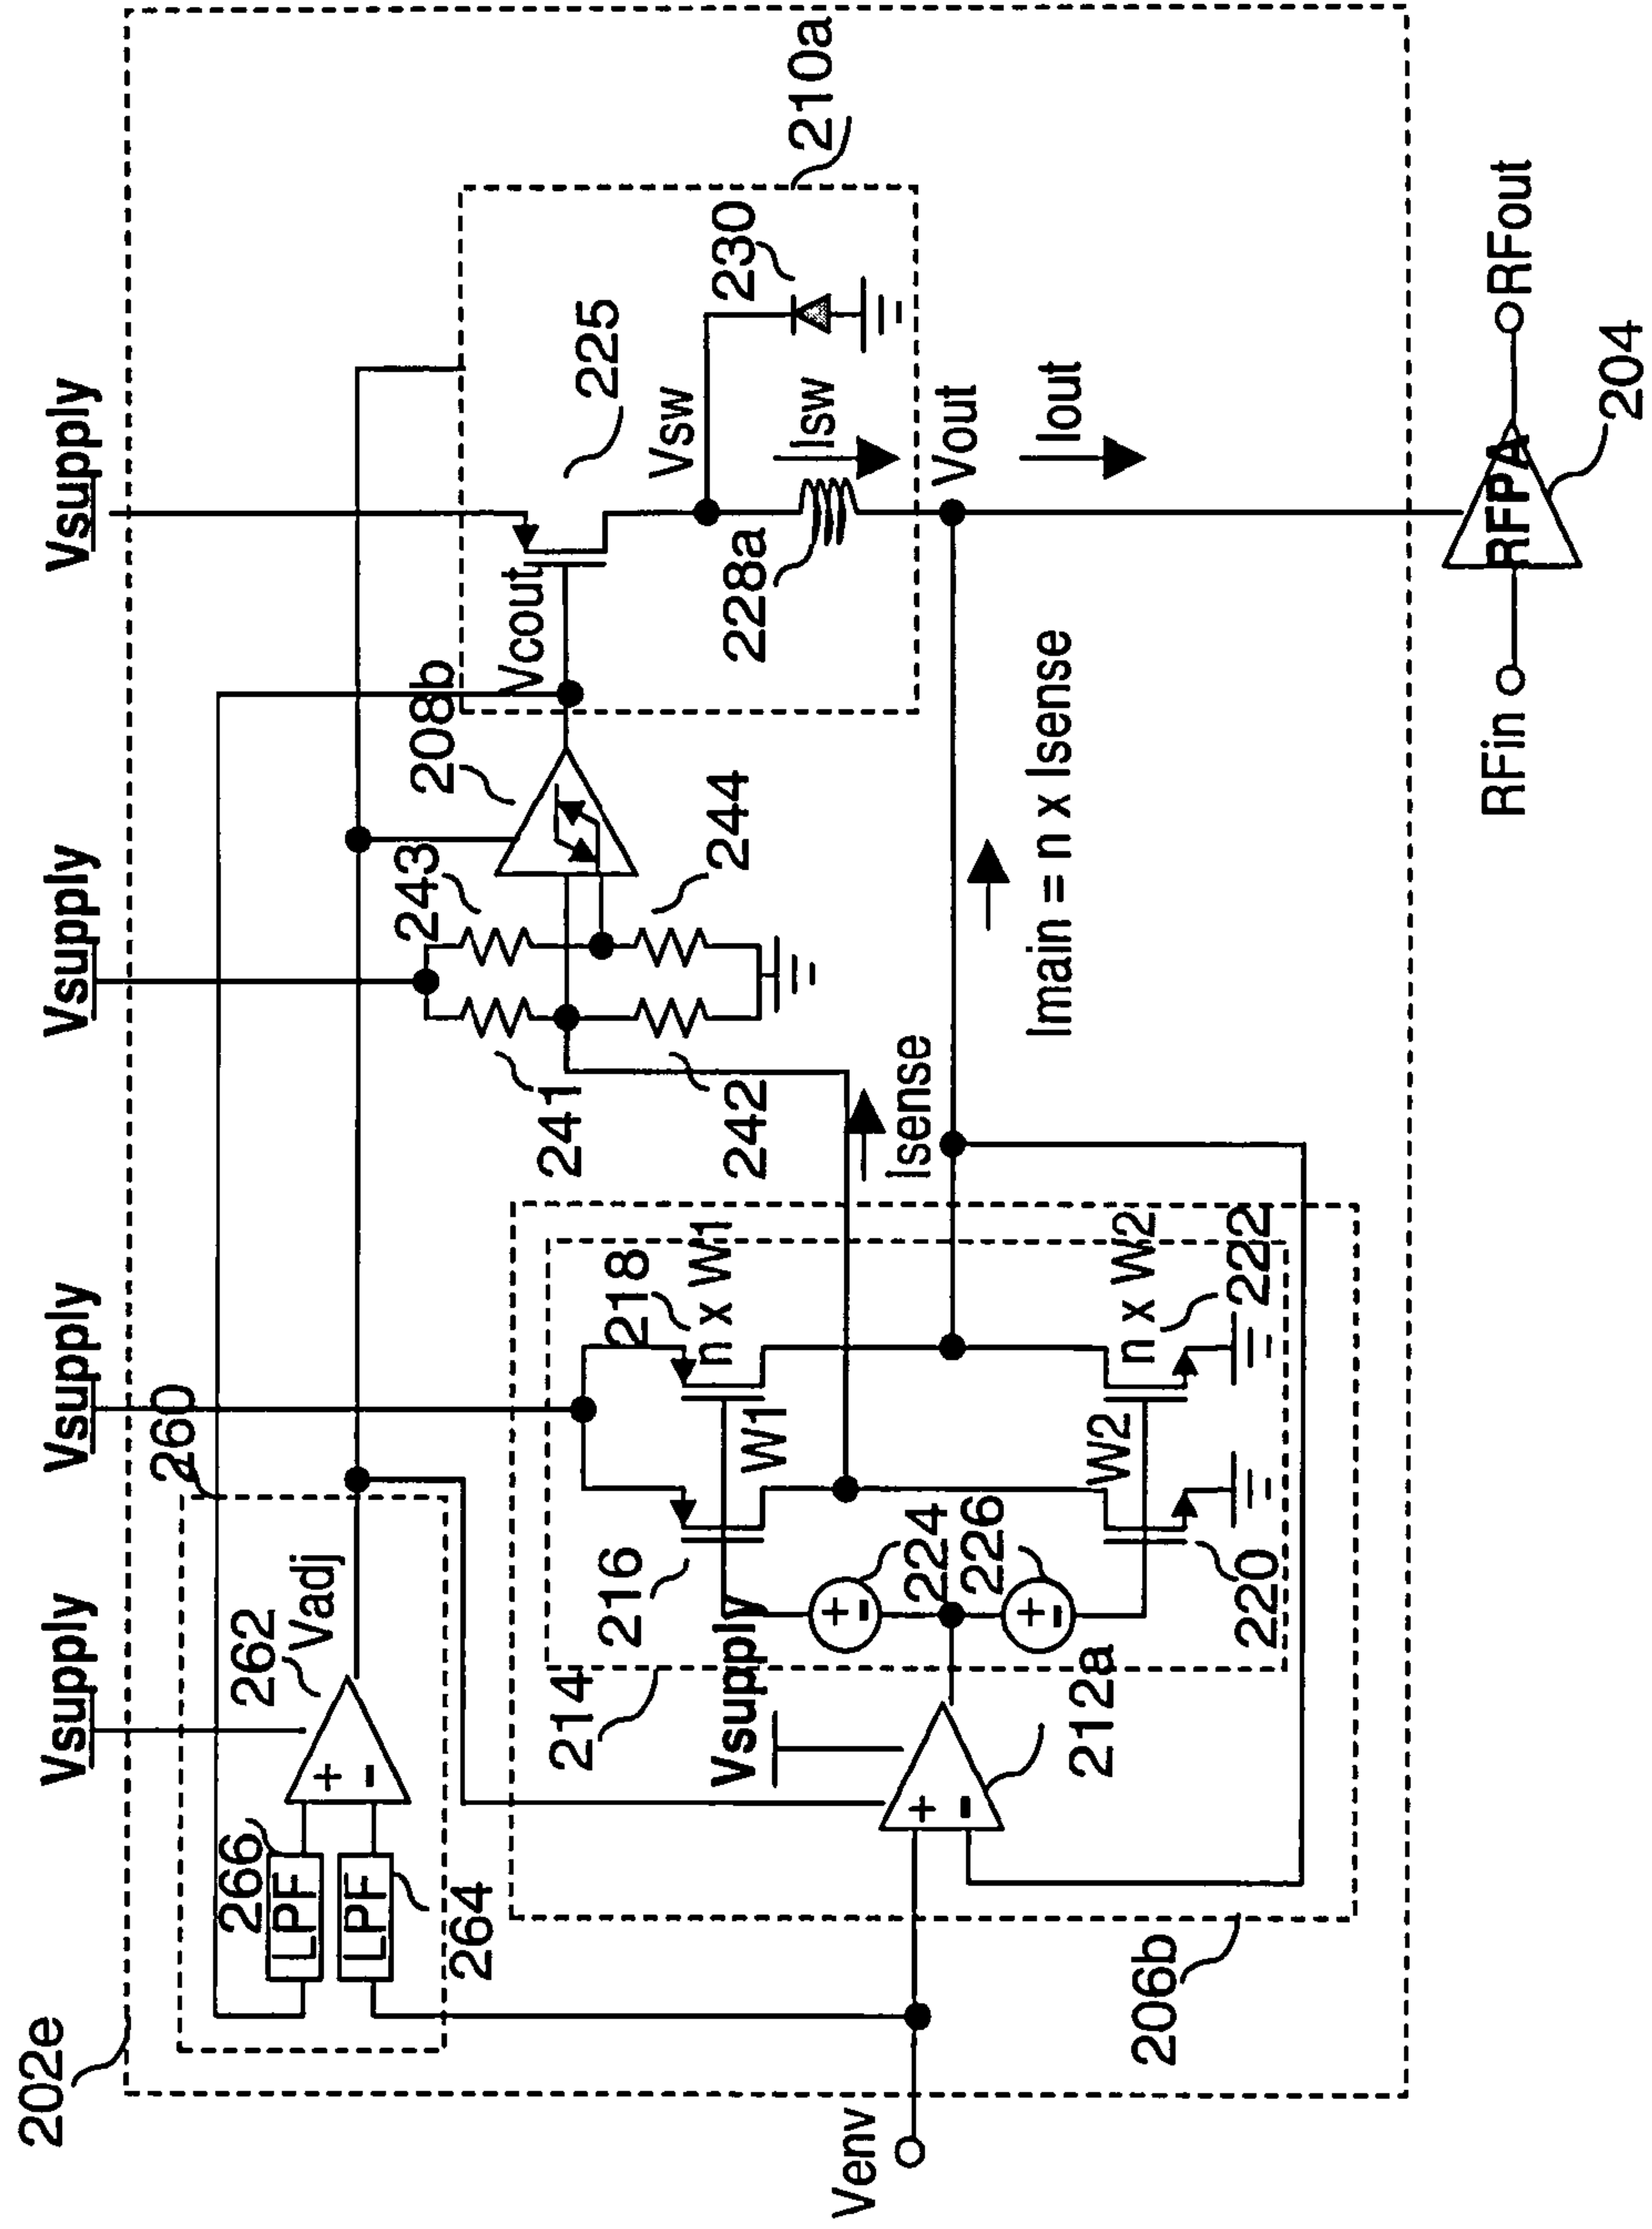 202e
Vsupply
Vsupply
Vsupply
Vsupply
260
262
Vadj
266
LPF
LPF
264
Venv
206b
212a
+
-
+
-
Vsupply
214
216
218
n x W1
W1
W2
n x W2
220
222
224
226
+
-
+
-
Isense
Imain = n x Isense
241
242
243
244
208b
Vcout
225
210a
Vsw
230
228a
Isw
Vout
Iout
RFin
RFPA
RFout
204